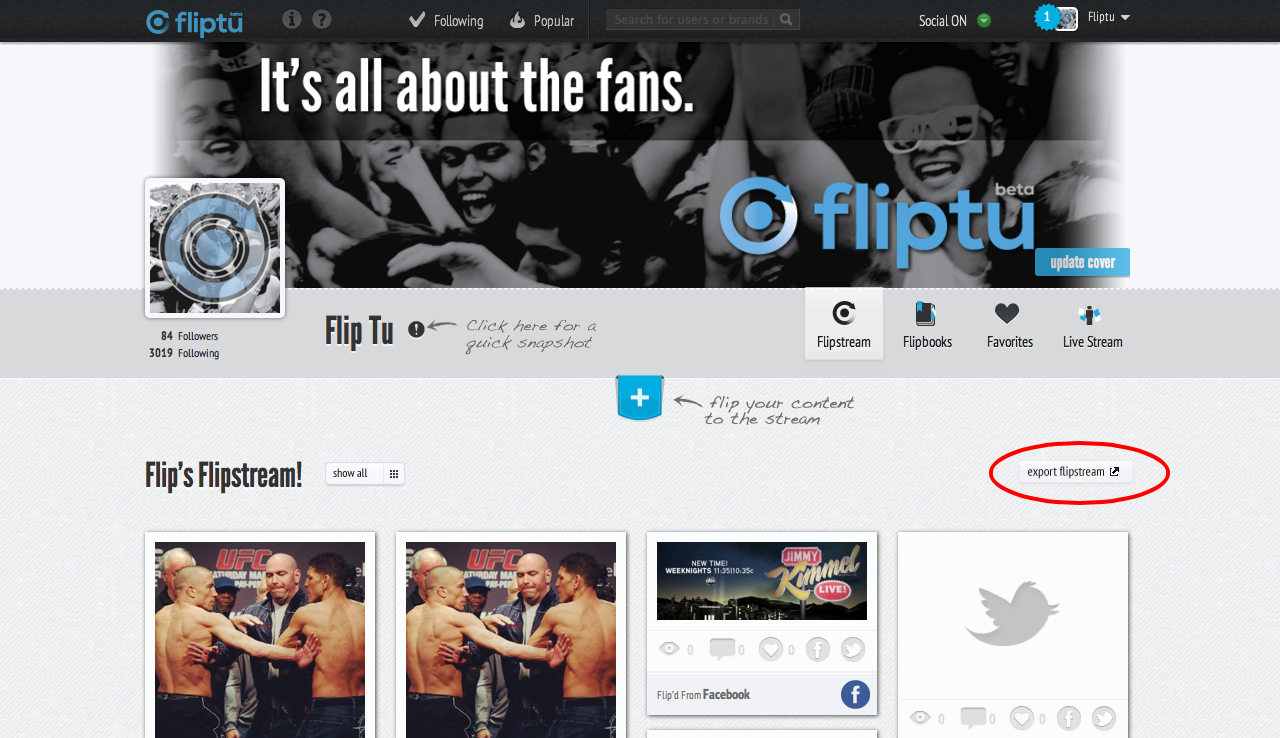 fliptu beta
Following
Popular
Search for users or brands
Social ON
1
Fliptu
It's all about the fans.
fliptu beta
update cover
84 Followers
3019 Following
Flip Tu
Click here for a
quick snapshot
Flipstream
Flipbooks
Favorites
Live Stream
flip your content
to the stream
Flip's Flipstream!
show all
export flipstream
UFC
UFC
NEW TIME!
WEEKNIGHTS 11:35|10:35c
abc
JIMMY
Kimmel
LIVE!
0
0
0
Flip'd From Facebook
0
0
0